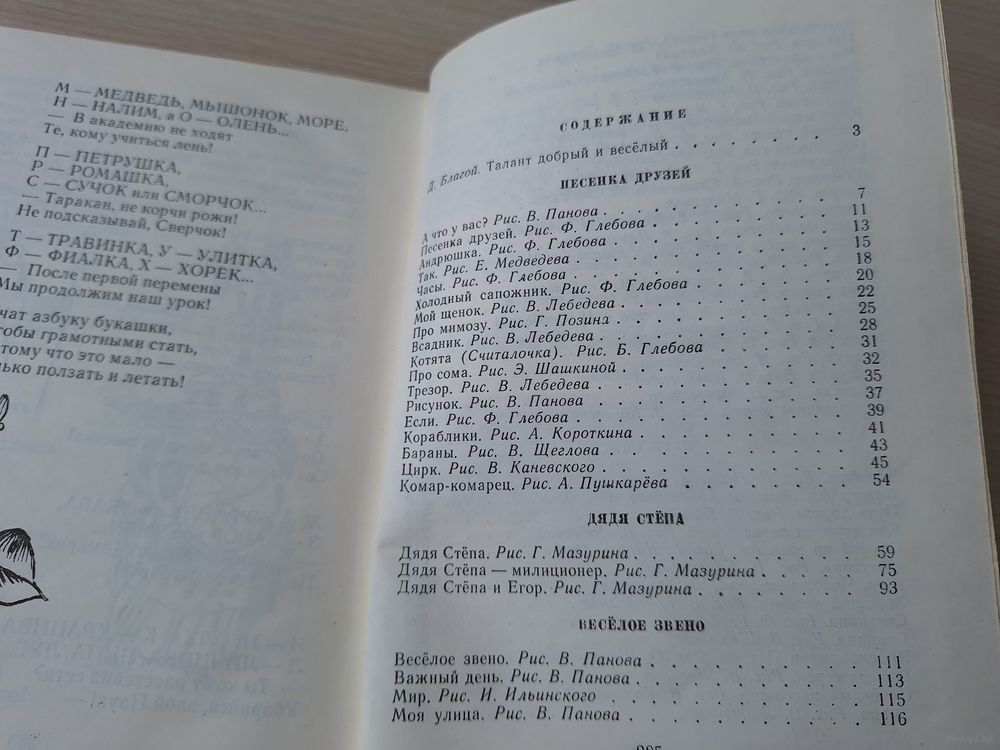 М — МЕДВЕДЬ, МЫШОНОК, МОРЕ,
Н — НАЛИМ, а О — ОЛЕНЬ...
— В академию не ходят
Те, кому учиться лень!
П — ПЕТРУШКА,
Р — РОМАШКА,
С — СУЧОК или СМОРЧОК...
— Таракан, не корчи рожи!
Не подсказывай, Сверчок!
Т — ТРАВИНКА, У — УЛИТКА,
Ф — ФИАЛКА, Х — ХОРЕК...
— После первой перемены
Мы продолжим наш урок!
чат азбуку букашки,
тобы грамотными стать,
тому что это мало —
лько ползать и летать!
СОДЕРЖАНИЕ
Д. Благой. Талант добрый и весёлый . . . . . . . . 3
ПЕСЕНКА ДРУЗЕЙ
А что у вас? Рис. В. Панова . . . . . . . . . . 7
Песенка друзей. Рис. Ф. Глебова . . . . . . . . 11
Андрюшка. Рис. Ф. Глебова . . . . . . . . . . 13
Так. Рис. Е. Медведева . . . . . . . . . . . 15
Часы. Рис. Ф. Глебова . . . . . . . . . . . 18
Холодный сапожник. Рис. Ф. Глебова . . . . . . 20
Мой щенок. Рис. В. Лебедева . . . . . . . . . 22
Про мимозу. Рис. Г. Позина . . . . . . . . . 25
Всадник. Рис. В. Лебедева . . . . . . . . . . 28
Котята (Считалочка). Рис. Б. Глебова . . . . . . 31
Про сома. Рис. Э. Шашкиной . . . . . . . . . 32
Трезор. Рис. В. Лебедева . . . . . . . . . . 35
Рисунок. Рис. В. Панова . . . . . . . . . . 37
Если. Рис. Ф. Глебова . . . . . . . . . . . 39
Кораблики. Рис. А. Короткина . . . . . . . . . 41
Бараны. Рис. В. Щеглова . . . . . . . . . . 43
Цирк. Рис. В. Каневского . . . . . . . . . . 45
Комар-комарец. Рис. А. Пушкарёва . . . . . . . 54
ДЯДЯ СТЁПА
Дядя Стёпа. Рис. Г. Мазурина . . . . . . . . . 59
Дядя Стёпа — милиционер. Рис. Г. Мазурина . . . . 75
Дядя Стёпа и Егор. Рис. Г. Мазурина . . . . . . 93
ВЕСЁЛОЕ ЗВЕНО
Весёлое звено. Рис. В. Панова . . . . . . . . 111
Важный день. Рис. В. Панова . . . . . . . . . 113
Мир. Рис. И. Ильинского . . . . . . . . . . 115
Моя улица. Рис. В. Панова . . . . . . . . . 116